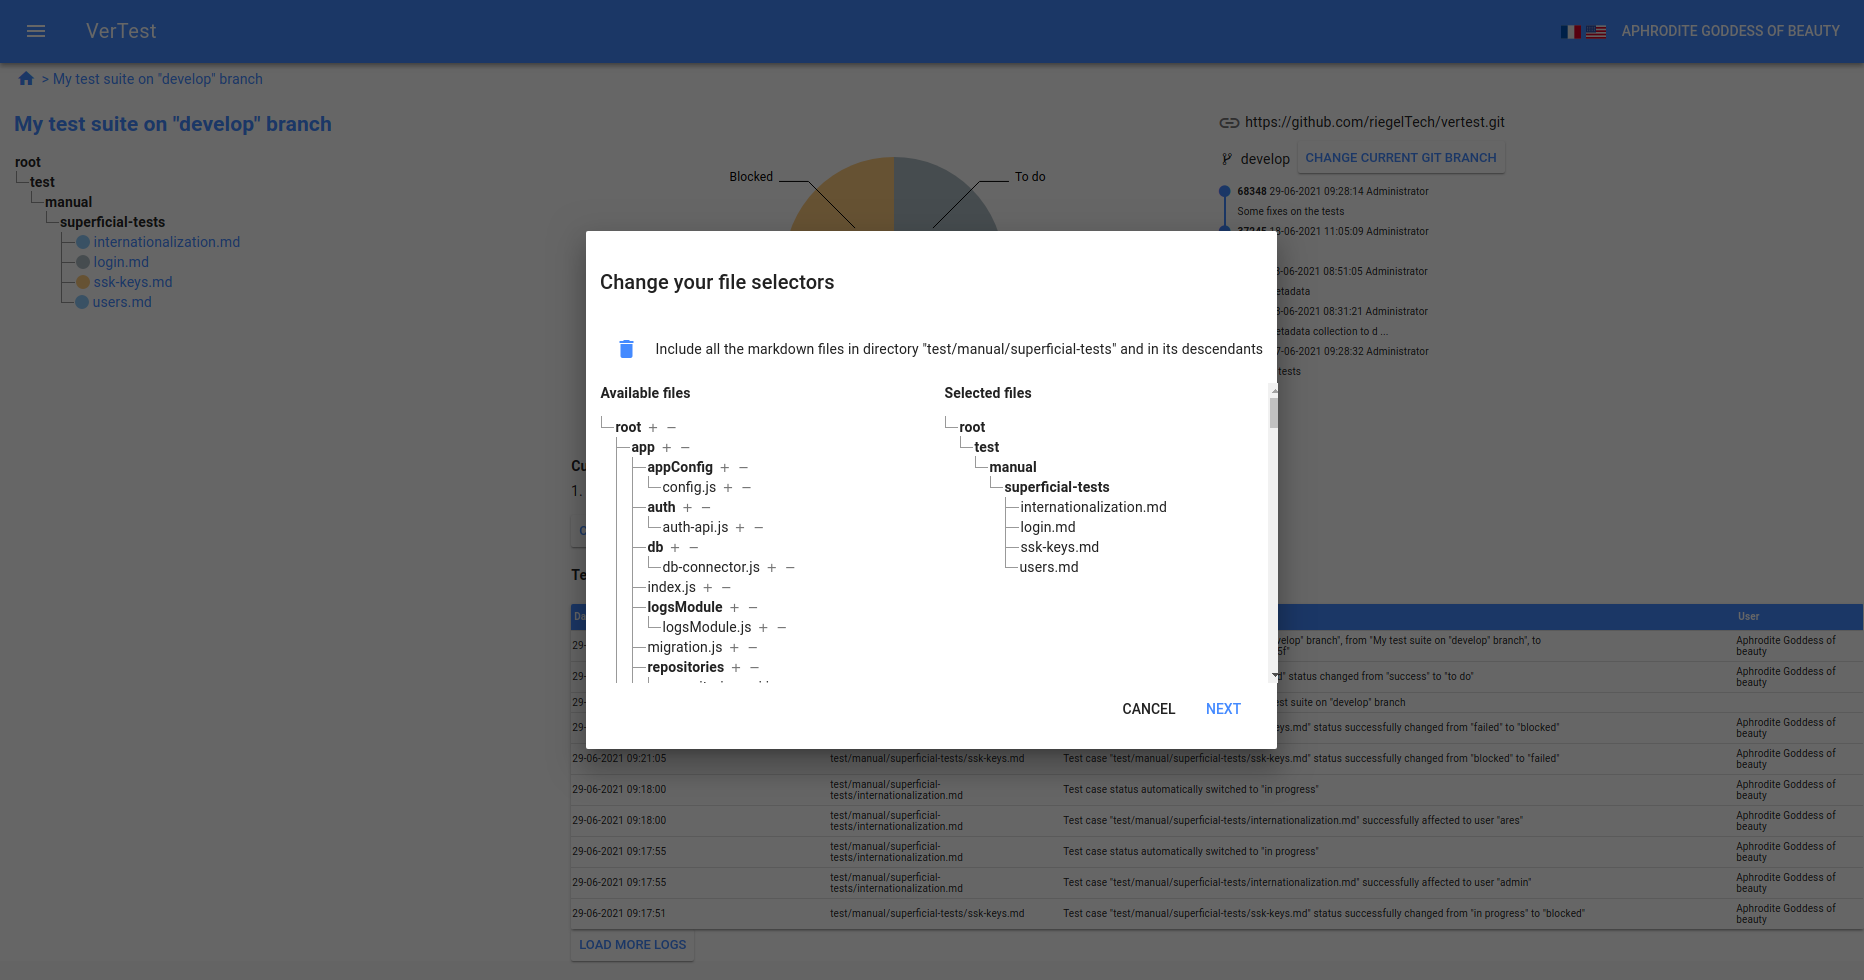 VerTest
APHRODITE GODDESS OF BEAUTY
> My test suite on "develop" branch
My test suite on "develop" branch
root
test
manual
superficial-tests
internationalization.md
login.md
ssk-keys.md
users.md
Blocked
To do
https://github.com/riegelTech/vertest.git
develop
CHANGE CURRENT GIT BRANCH
68348 29-06-2021 09:28:14 Administrator
Some fixes on the tests
8-06-2021 11:05:09 Administrator
8-06-2021 08:51:05 Administrator
etadata
8-06-2021 08:31:21 Administrator
etadata collection to d ...
7-06-2021 09:28:32 Administrator
tests
Change your file selectors
Include all the markdown files in directory "test/manual/superficial-tests" and in its descendants
Available files
root + −
app + −
appConfig + −
config.js + −
auth + −
auth-api.js + −
db + −
db-connector.js + −
index.js + −
logsModule + −
logsModule.js + −
migration.js + −
repositories + −
Selected files
root
test
manual
superficial-tests
internationalization.md
login.md
ssk-keys.md
users.md
CANCEL
NEXT
Cu
1.
Te
Da
User
29-
velop" branch", from "My test suite on "develop" branch", to
5f"
Aphrodite Goddess of
beauty
29-
d" status changed from "success" to "to do"
Aphrodite Goddess of
beauty
29-
st suite on "develop" branch
29-
ys.md" status successfully changed from "failed" to "blocked"
Aphrodite Goddess of
beauty
29-06-2021 09:21:05
test/manual/superficial-tests/ssk-keys.md
Test case "test/manual/superficial-tests/ssk-keys.md" status successfully changed from "blocked" to "failed"
Aphrodite Goddess of
beauty
29-06-2021 09:18:00
test/manual/superficial-
tests/internationalization.md
Test case status automatically switched to "in progress"
Aphrodite Goddess of
beauty
29-06-2021 09:18:00
test/manual/superficial-
tests/internationalization.md
Test case "test/manual/superficial-tests/internationalization.md" successfully affected to user "ares"
Aphrodite Goddess of
beauty
29-06-2021 09:17:55
test/manual/superficial-
tests/internationalization.md
Test case status automatically switched to "in progress"
Aphrodite Goddess of
beauty
29-06-2021 09:17:55
test/manual/superficial-
tests/internationalization.md
Test case "test/manual/superficial-tests/internationalization.md" successfully affected to user "admin"
Aphrodite Goddess of
beauty
29-06-2021 09:17:51
test/manual/superficial-tests/ssk-keys.md
Test case "test/manual/superficial-tests/ssk-keys.md" status successfully changed from "in progress" to "blocked"
Aphrodite Goddess of
beauty
LOAD MORE LOGS